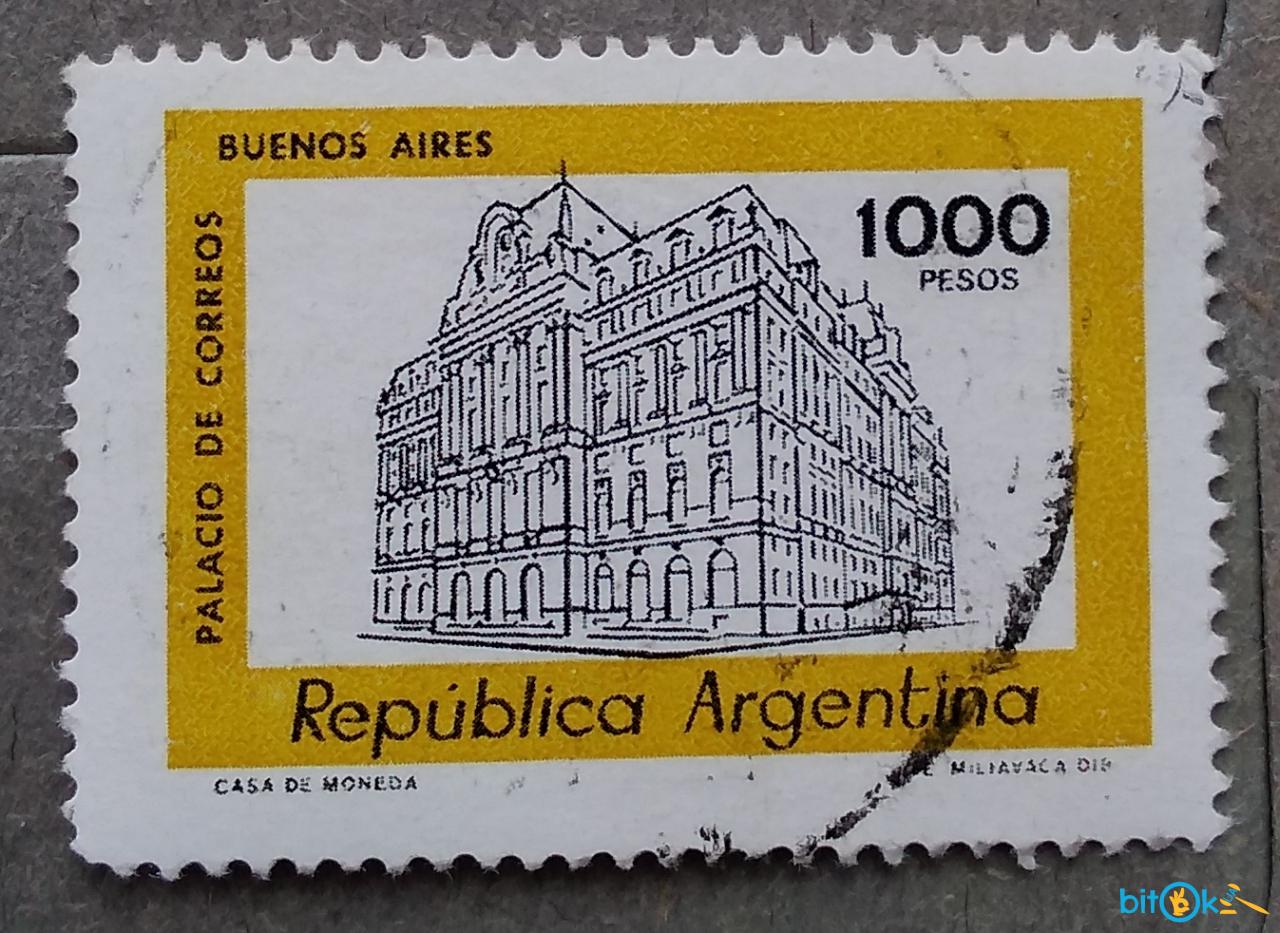 BUENOS AIRES
PALACIO DE CORREOS
1000
PESOS
República Argentina
CASA DE MONEDA
E MILIAVACA DIB
bitOk